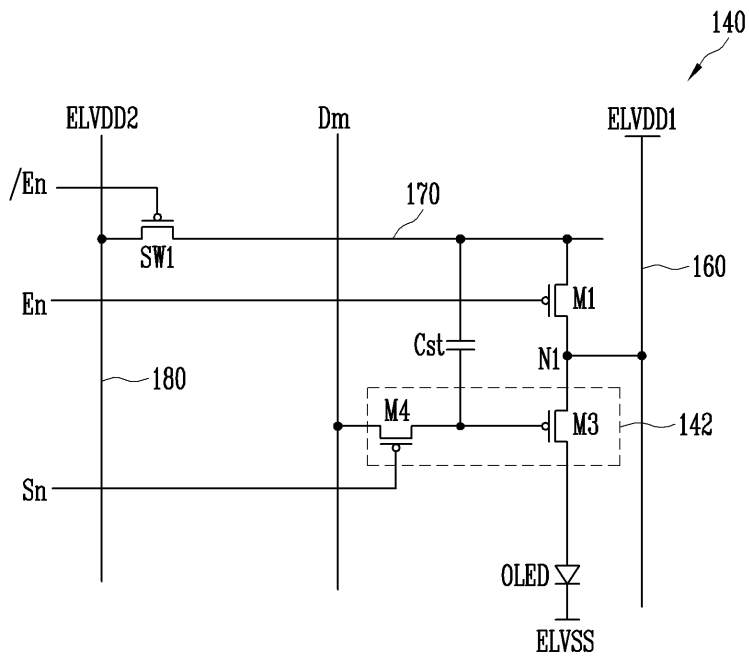 140
ELVDD2
Dm
ELVDD1
/En
170
SW1
160
En
M1
Cst
N1
180
M4
M3
142
Sn
OLED
ELVSS